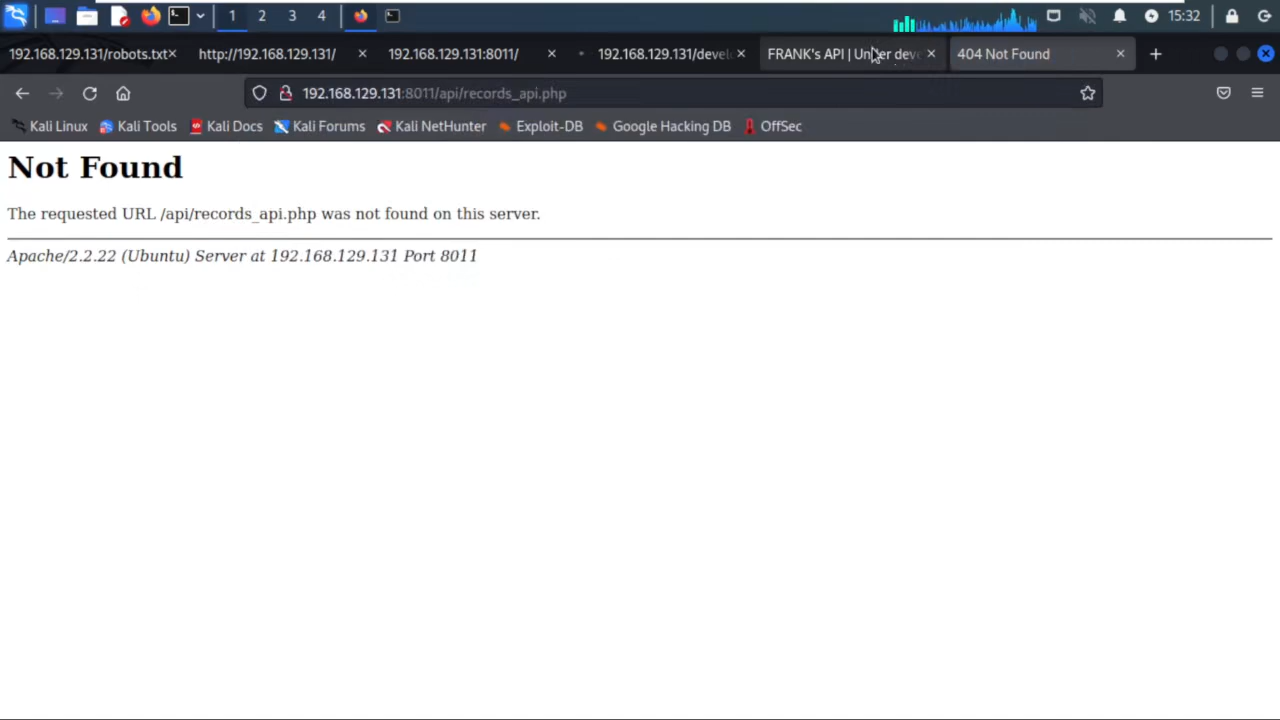 1 2 3 4 15:32
192.168.129.131/robots.txt http://192.168.129.131/ 192.168.129.131:8011/ 192.168.129.131/devel FRANK's API | Under deve 404 Not Found
192.168.129.131:8011/api/records_api.php
Kali Linux Kali Tools Kali Docs Kali Forums Kali NetHunter Exploit-DB Google Hacking DB OffSec
Not Found
The requested URL /api/records_api.php was not found on this server.
Apache/2.2.22 (Ubuntu) Server at 192.168.129.131 Port 8011